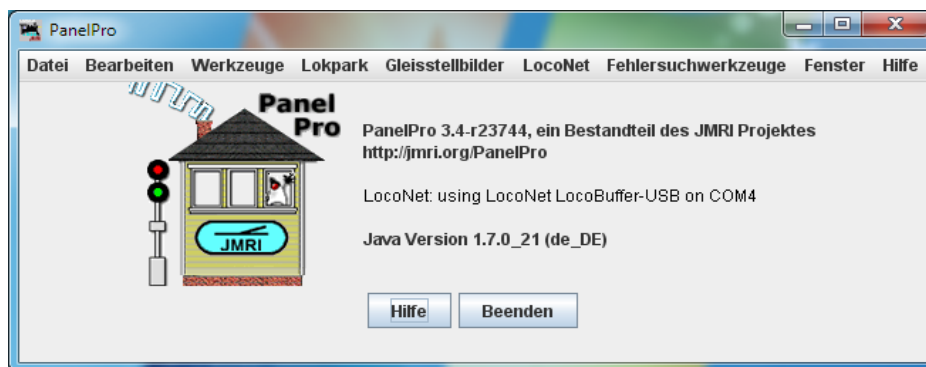 PanelPro
Datei Bearbeiten Werkzeuge Lokpark Gleisstellbilder LocoNet Fehlersuchwerkzeuge Fenster Hilfe
Panel
Pro
PanelPro 3.4-r23744, ein Bestandteil des JMRI Projektes
http://jmri.org/PanelPro
LocoNet: using LocoNet LocoBuffer-USB on COM4
JMRI
Java Version 1.7.0_21 (de_DE)
Hilfe Beenden